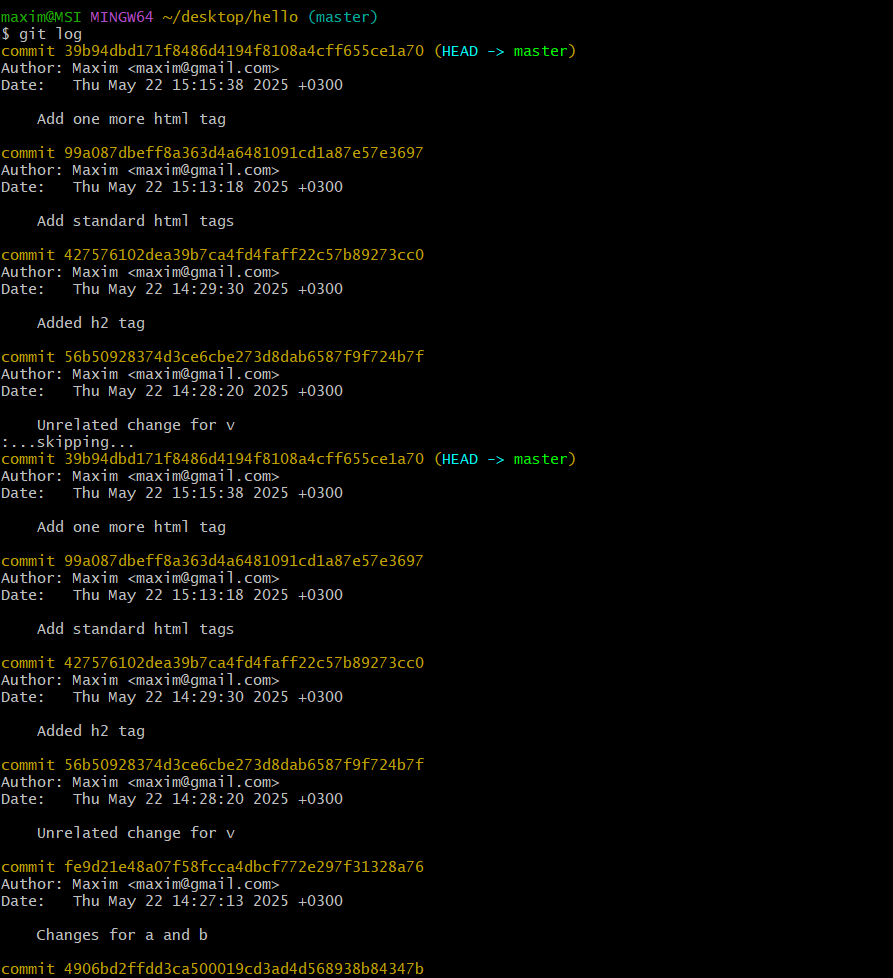 maxim@MSI MINGW64 ~/desktop/hello (master)
$ git log
commit 39b94dbd171f8486d4194f8108a4cff655ce1a70 (HEAD -> master)
Author: Maxim <maxim@gmail.com>
Date:   Thu May 22 15:15:38 2025 +0300
    Add one more html tag
commit 99a087dbeff8a363d4a6481091cd1a87e57e3697
Author: Maxim <maxim@gmail.com>
Date:   Thu May 22 15:13:18 2025 +0300
    Add standard html tags
commit 427576102dea39b7ca4fd4faff22c57b89273cc0
Author: Maxim <maxim@gmail.com>
Date:   Thu May 22 14:29:30 2025 +0300
    Added h2 tag
commit 56b50928374d3ce6cbe273d8dab6587f9f724b7f
Author: Maxim <maxim@gmail.com>
Date:   Thu May 22 14:28:20 2025 +0300
    Unrelated change for v
:...skipping...
commit 39b94dbd171f8486d4194f8108a4cff655ce1a70 (HEAD -> master)
Author: Maxim <maxim@gmail.com>
Date:   Thu May 22 15:15:38 2025 +0300
    Add one more html tag
commit 99a087dbeff8a363d4a6481091cd1a87e57e3697
Author: Maxim <maxim@gmail.com>
Date:   Thu May 22 15:13:18 2025 +0300
    Add standard html tags
commit 427576102dea39b7ca4fd4faff22c57b89273cc0
Author: Maxim <maxim@gmail.com>
Date:   Thu May 22 14:29:30 2025 +0300
    Added h2 tag
commit 56b50928374d3ce6cbe273d8dab6587f9f724b7f
Author: Maxim <maxim@gmail.com>
Date:   Thu May 22 14:28:20 2025 +0300
    Unrelated change for v
commit fe9d21e48a07f58fcca4dbcf772e297f31328a76
Author: Maxim <maxim@gmail.com>
Date:   Thu May 22 14:27:13 2025 +0300
    Changes for a and b
commit 4906bd2ffdd3ca500019cd3ad4d568938b84347b